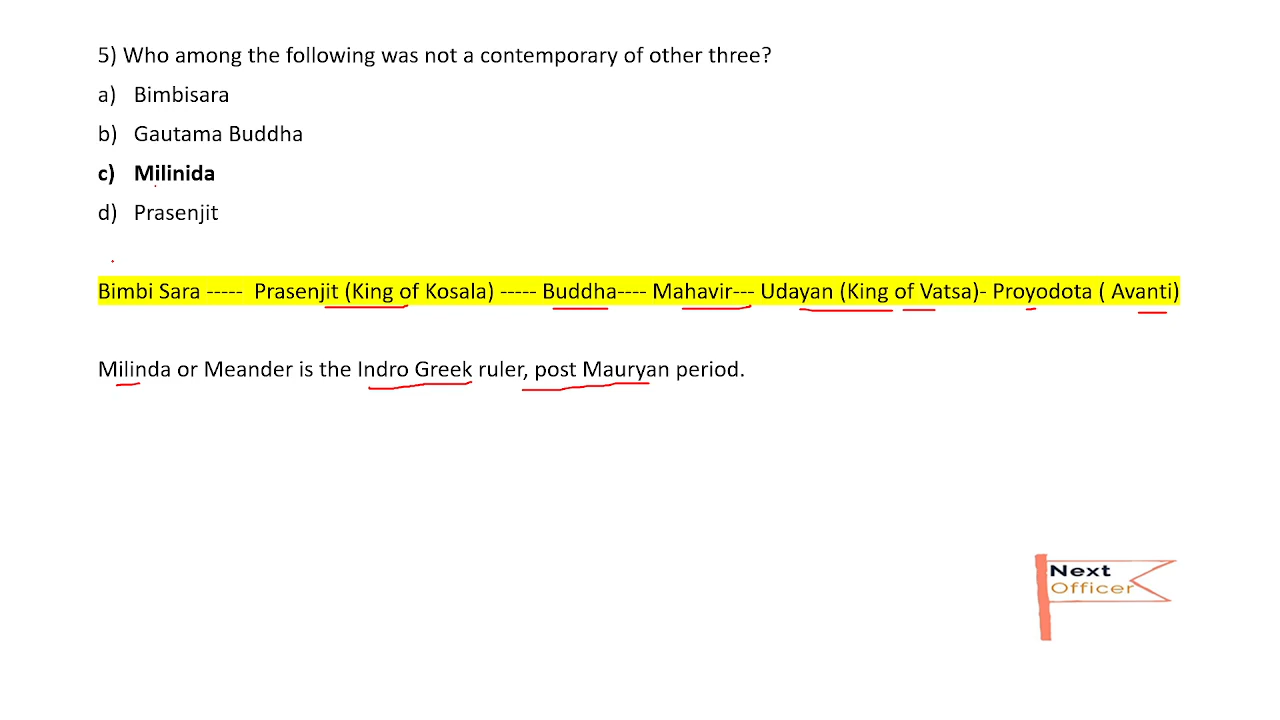 5) Who among the following was not a contemporary of other three?
a) Bimbisara
b) Gautama Buddha
c) Milinida
d) Prasenjit
Bimbi Sara ----- Prasenjit (King of Kosala) ----- Buddha---- Mahavir--- Udayan (King of Vatsa)- Proyodota ( Avanti)
Milinda or Meander is the Indro Greek ruler, post Mauryan period.
Next
Officer